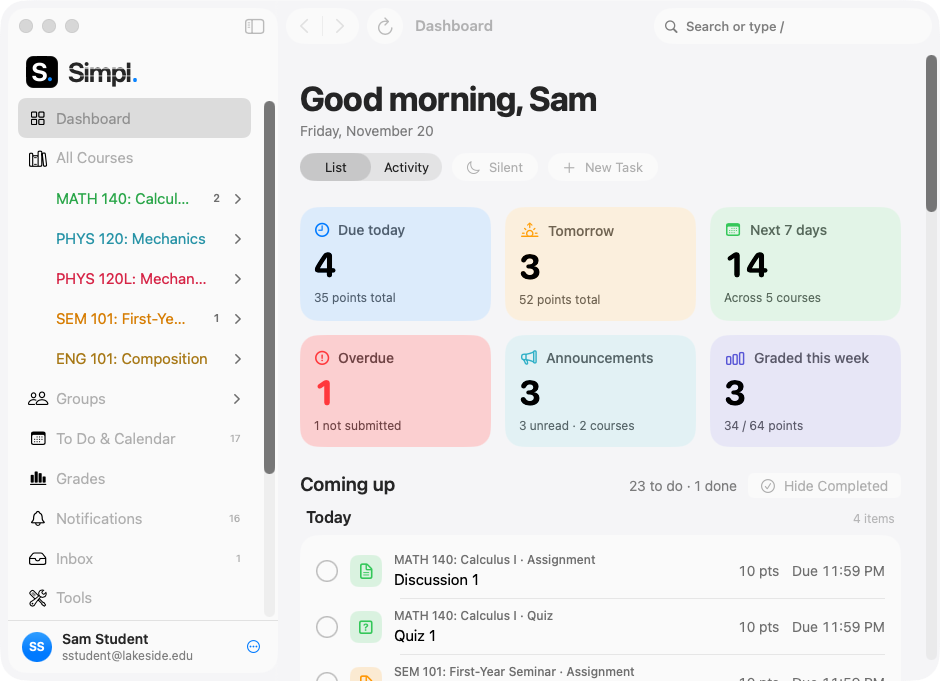 Dashboard
Search or type /
S. Simpl.
Dashboard
All Courses
MATH 140: Calcul... 2
PHYS 120: Mechanics
PHYS 120L: Mechan...
SEM 101: First-Ye... 1
ENG 101: Composition
Groups
To Do & Calendar 17
Grades
Notifications 16
Inbox 1
Tools
SS Sam Student
sstudent@lakeside.edu
Good morning, Sam
Friday, November 20
List Activity Silent New Task
Due today
4
35 points total
Tomorrow
3
52 points total
Next 7 days
14
Across 5 courses
Overdue
1
1 not submitted
Announcements
3
3 unread · 2 courses
Graded this week
3
34 / 64 points
Coming up 23 to do · 1 done Hide Completed
Today 4 items
MATH 140: Calculus I · Assignment
Discussion 1 10 pts Due 11:59 PM
MATH 140: Calculus I · Quiz
Quiz 1 10 pts Due 11:59 PM
SEM 101: First-Year Seminar · Assignment
10 pts Due 11:59 PM